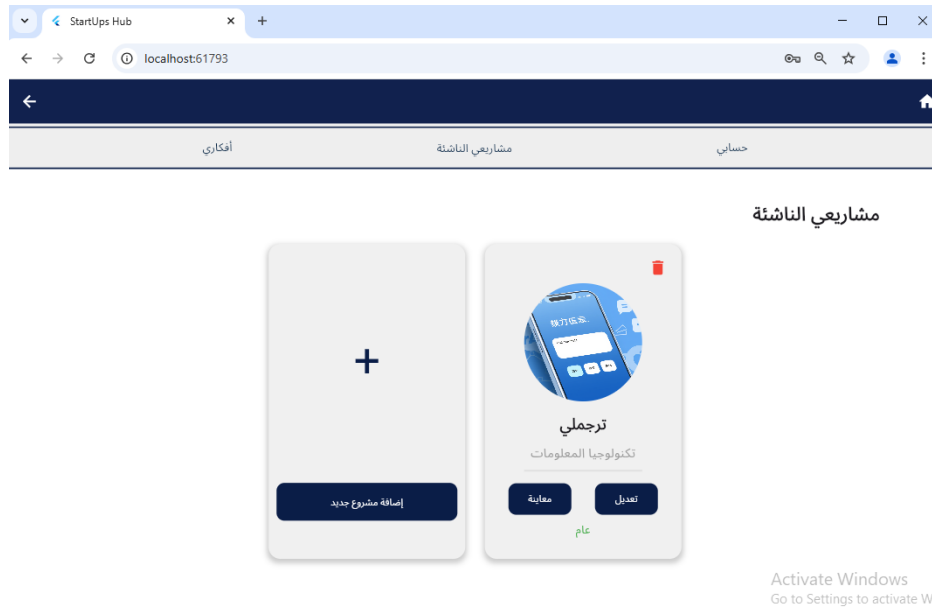 StartUps Hub
localhost:61793
حسابي
مشاريعي الناشئة
أفكاري
مشاريعي الناشئة
ترجملي
تكنولوجيا المعلومات
تعديل
معاينة
عام
إضافة مشروع جديد
Activate Windows
Go to Settings to activate W